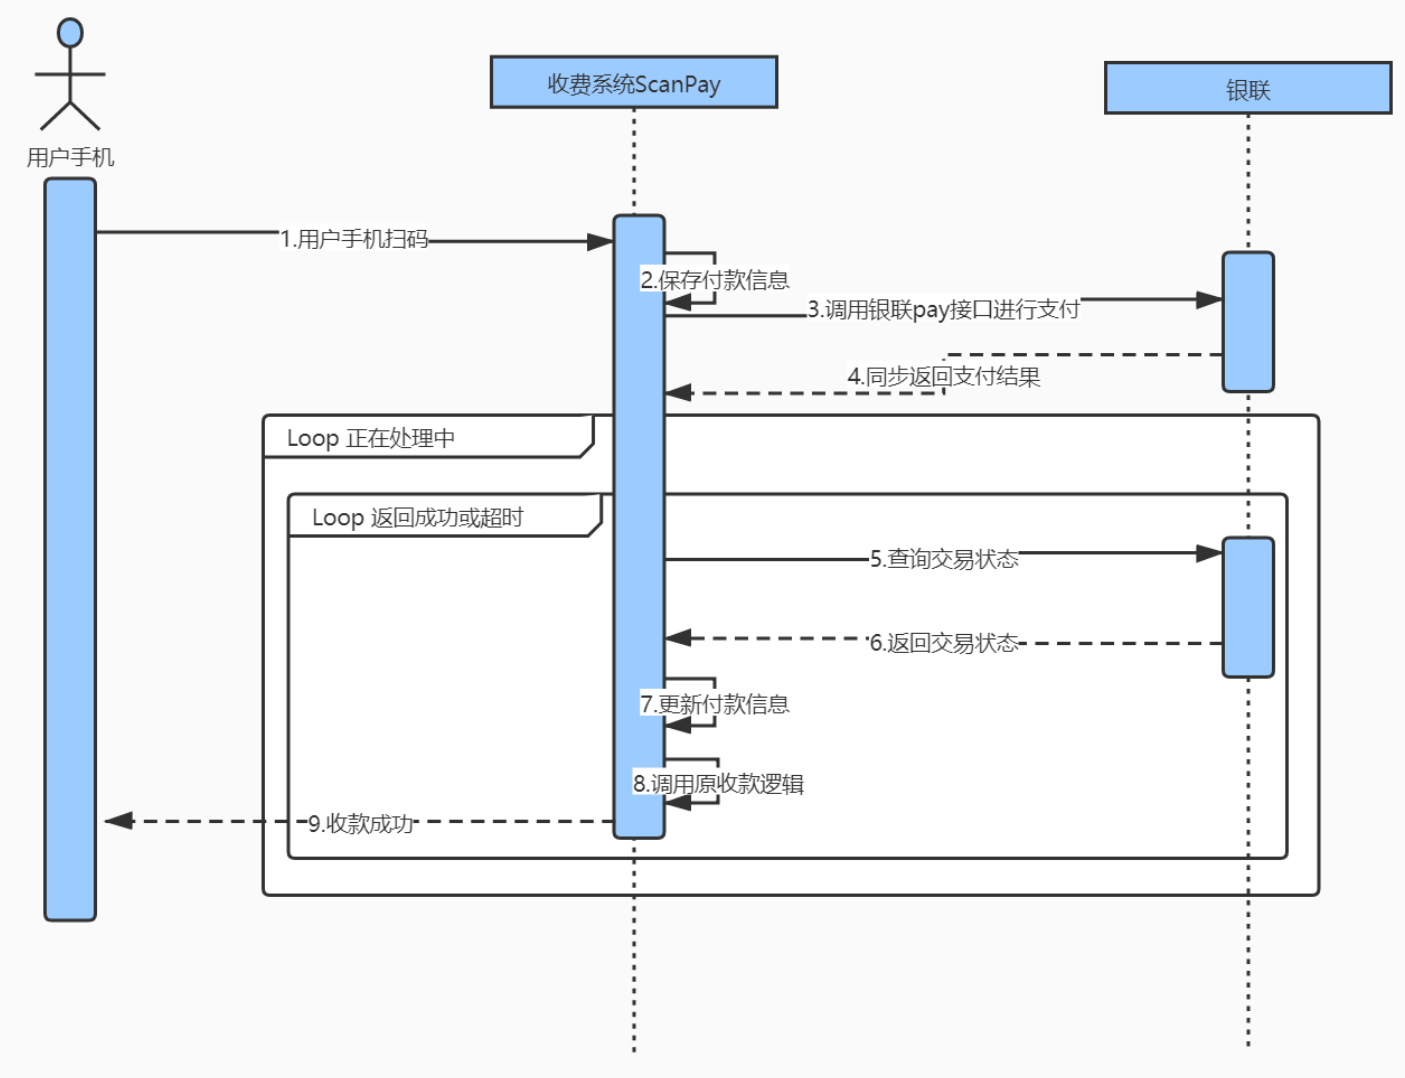 用户手机
收费系统ScanPay
银联
1.用户手机扫码
2.保存付款信息
3.调用银联pay接口进行支付
4.同步返回支付结果
Loop 正在处理中
Loop 返回成功或超时
5.查询交易状态
6.返回交易状态
7.更新付款信息
8.调用原收款逻辑
9.收款成功